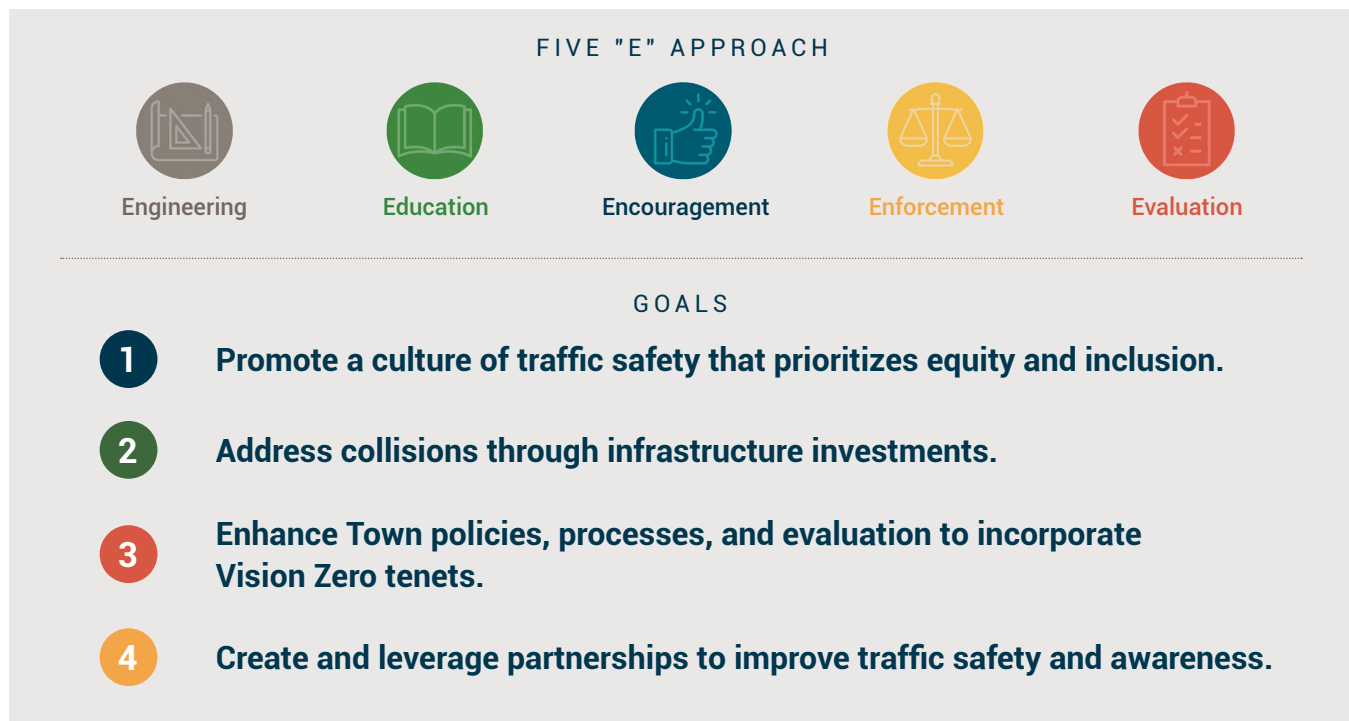 FIVE "E" APPROACH
Engineering
Education
Encouragement
Enforcement
Evaluation
GOALS
1 Promote a culture of traffic safety that prioritizes equity and inclusion.
2 Address collisions through infrastructure investments.
3 Enhance Town policies, processes, and evaluation to incorporate
Vision Zero tenets.
4 Create and leverage partnerships to improve traffic safety and awareness.